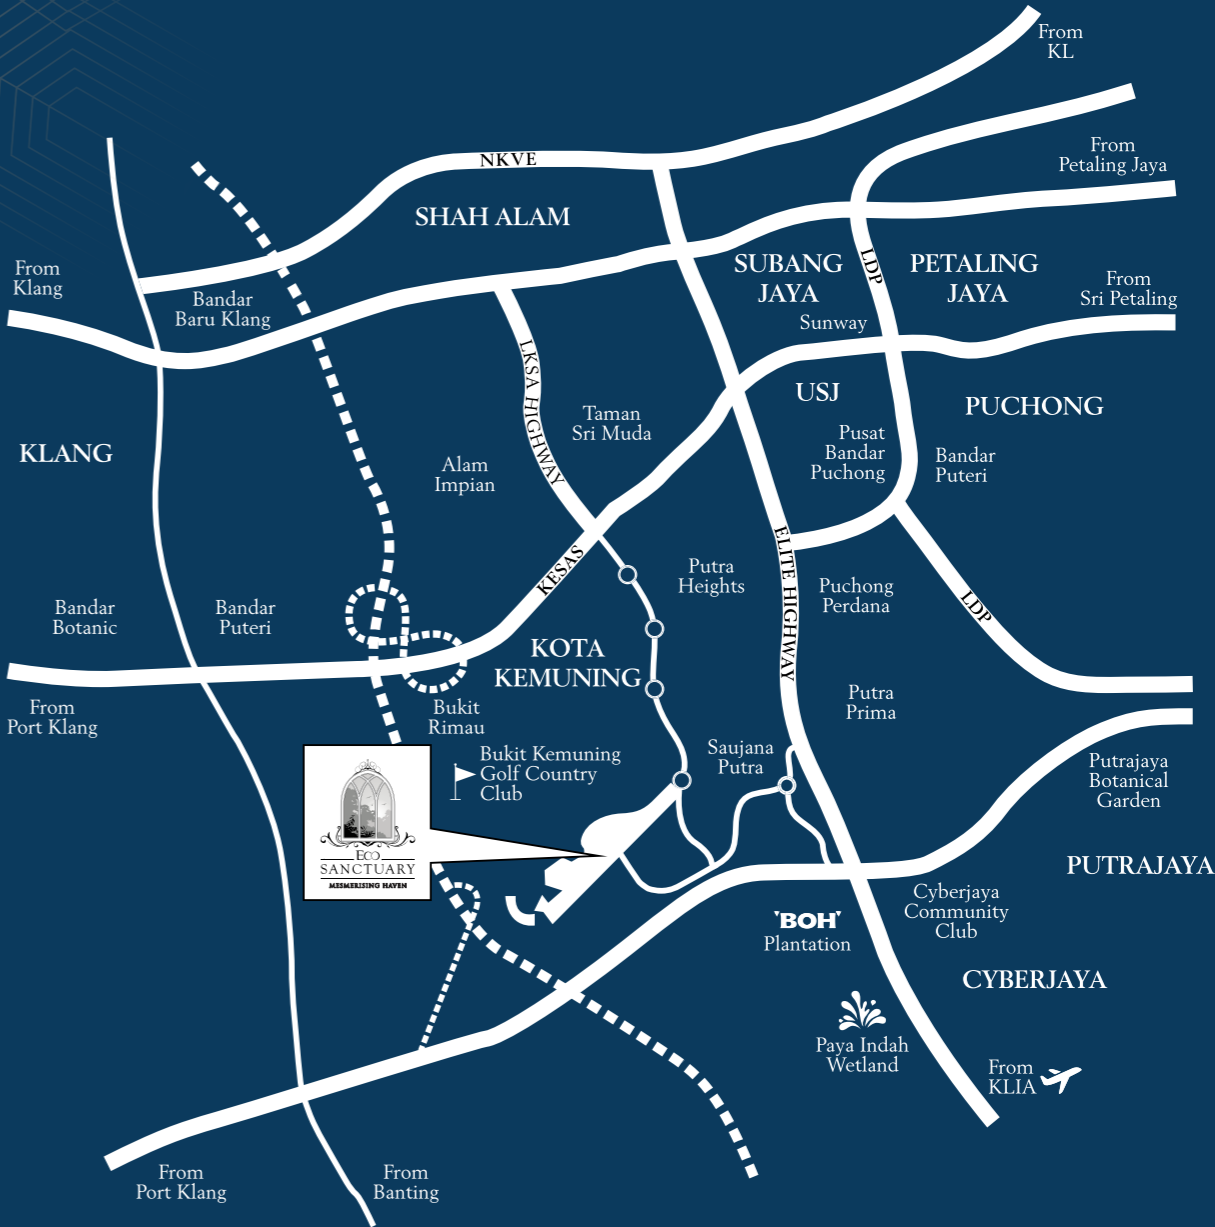 From
KL
From
Petaling Jaya
NKVE
SHAH ALAM
SUBANG
JAYA
LDP
PETALING
JAYA
From
Klang
Bandar
Baru Klang
From
Sri Petaling
Sunway
LKSA HIGHWAY
USJ
PUCHONG
Taman
Sri Muda
KLANG
Alam
Impian
Pusat
Bandar
Puchong
Bandar
Puteri
KESAS
ELITE HIGHWAY
Putra
Heights
Puchong
Perdana
LDP
Bandar
Botanic
Bandar
Puteri
KOTA
KEMUNING
From
Port Klang
Bukit
Rimau
Putra
Prima
Bukit Kemuning
Golf Country
Club
Saujana
Putra
Putrajaya
Botanical
Garden
ECO
SANCTUARY
MESMERISING HAVEN
PUTRAJAYA
Cyberjaya
Community
Club
'BOH'
Plantation
CYBERJAYA
Paya Indah
Wetland
From
KLIA
From
Port Klang
From
Banting